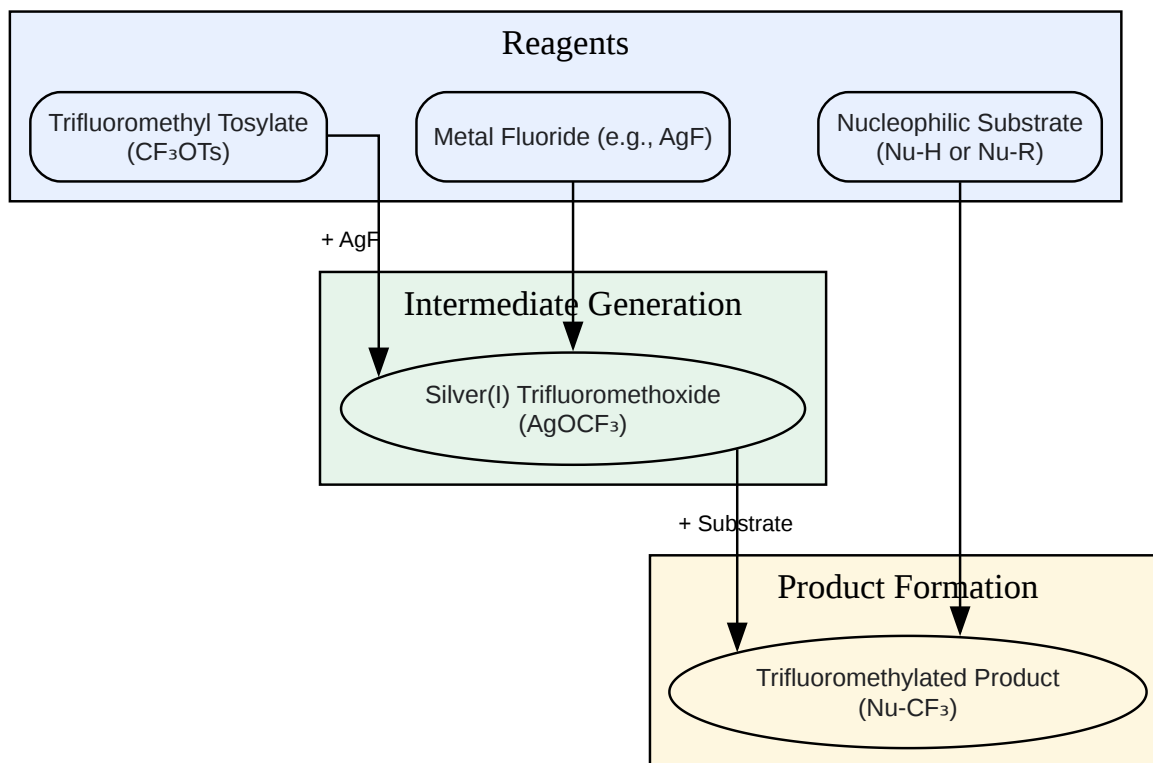 Reagents
Trifluoromethyl Tosylate
(CF₃OTs)
Metal Fluoride (e.g., AgF)
Nucleophilic Substrate
(Nu-H or Nu-R)
+ AgF
Intermediate Generation
Silver(I) Trifluoromethoxide
(AgOCF₃)
+ Substrate
Product Formation
Trifluoromethylated Product
(Nu-CF₃)